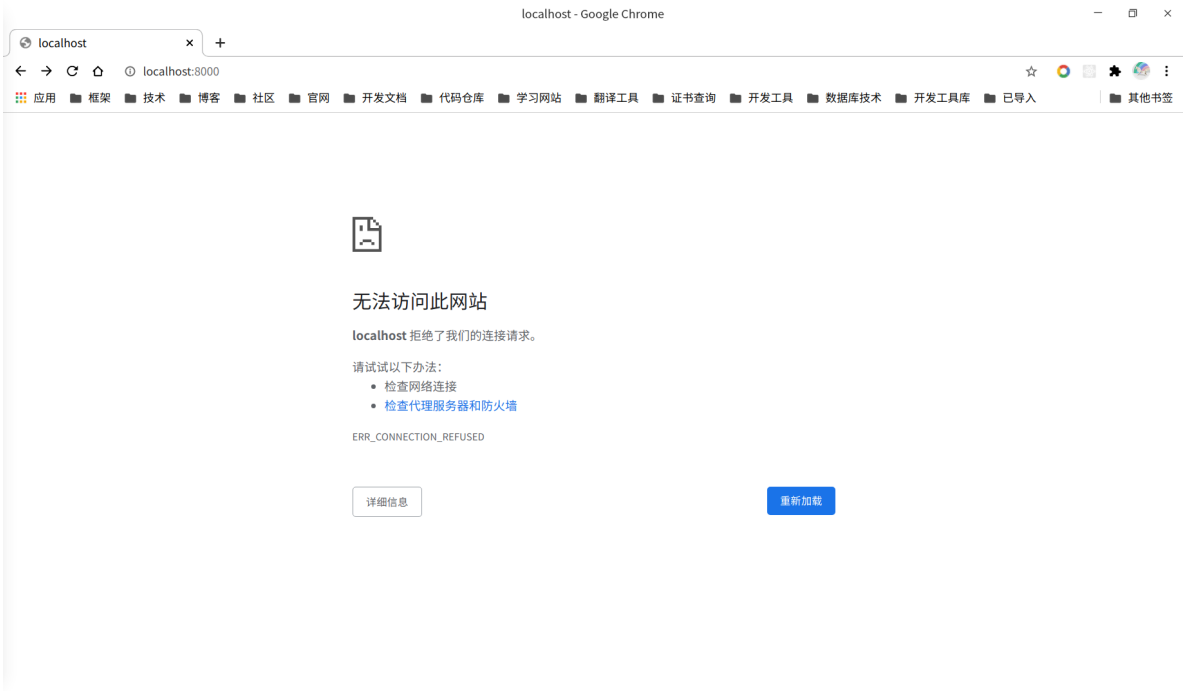 localhost - Google Chrome
localhost
localhost:8000
应用 框架 技术 博客 社区 官网 开发文档 代码仓库 学习网站 翻译工具 证书查询 开发工具 数据库技术 开发工具库 已导入 其他书签
无法访问此网站
localhost 拒绝了我们的连接请求。
请试试以下办法：
检查网络连接
检查代理服务器和防火墙
ERR_CONNECTION_REFUSED
详细信息 重新加载